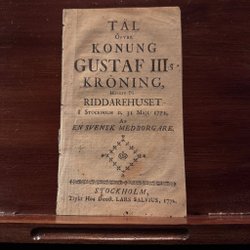 TAL
ÖFVER
KONUNG
GUSTAF III:s
KRÖNING,
HÅLLIT PÅ
RIDDAREHUSET
I STOCKHOLM D. 31 MAJI 1772,
AF
EN SVENSK MEDBORGARE.
STOCKHOLM,
Tryckt Hos Direct. LARS SALVIUS, 1772.